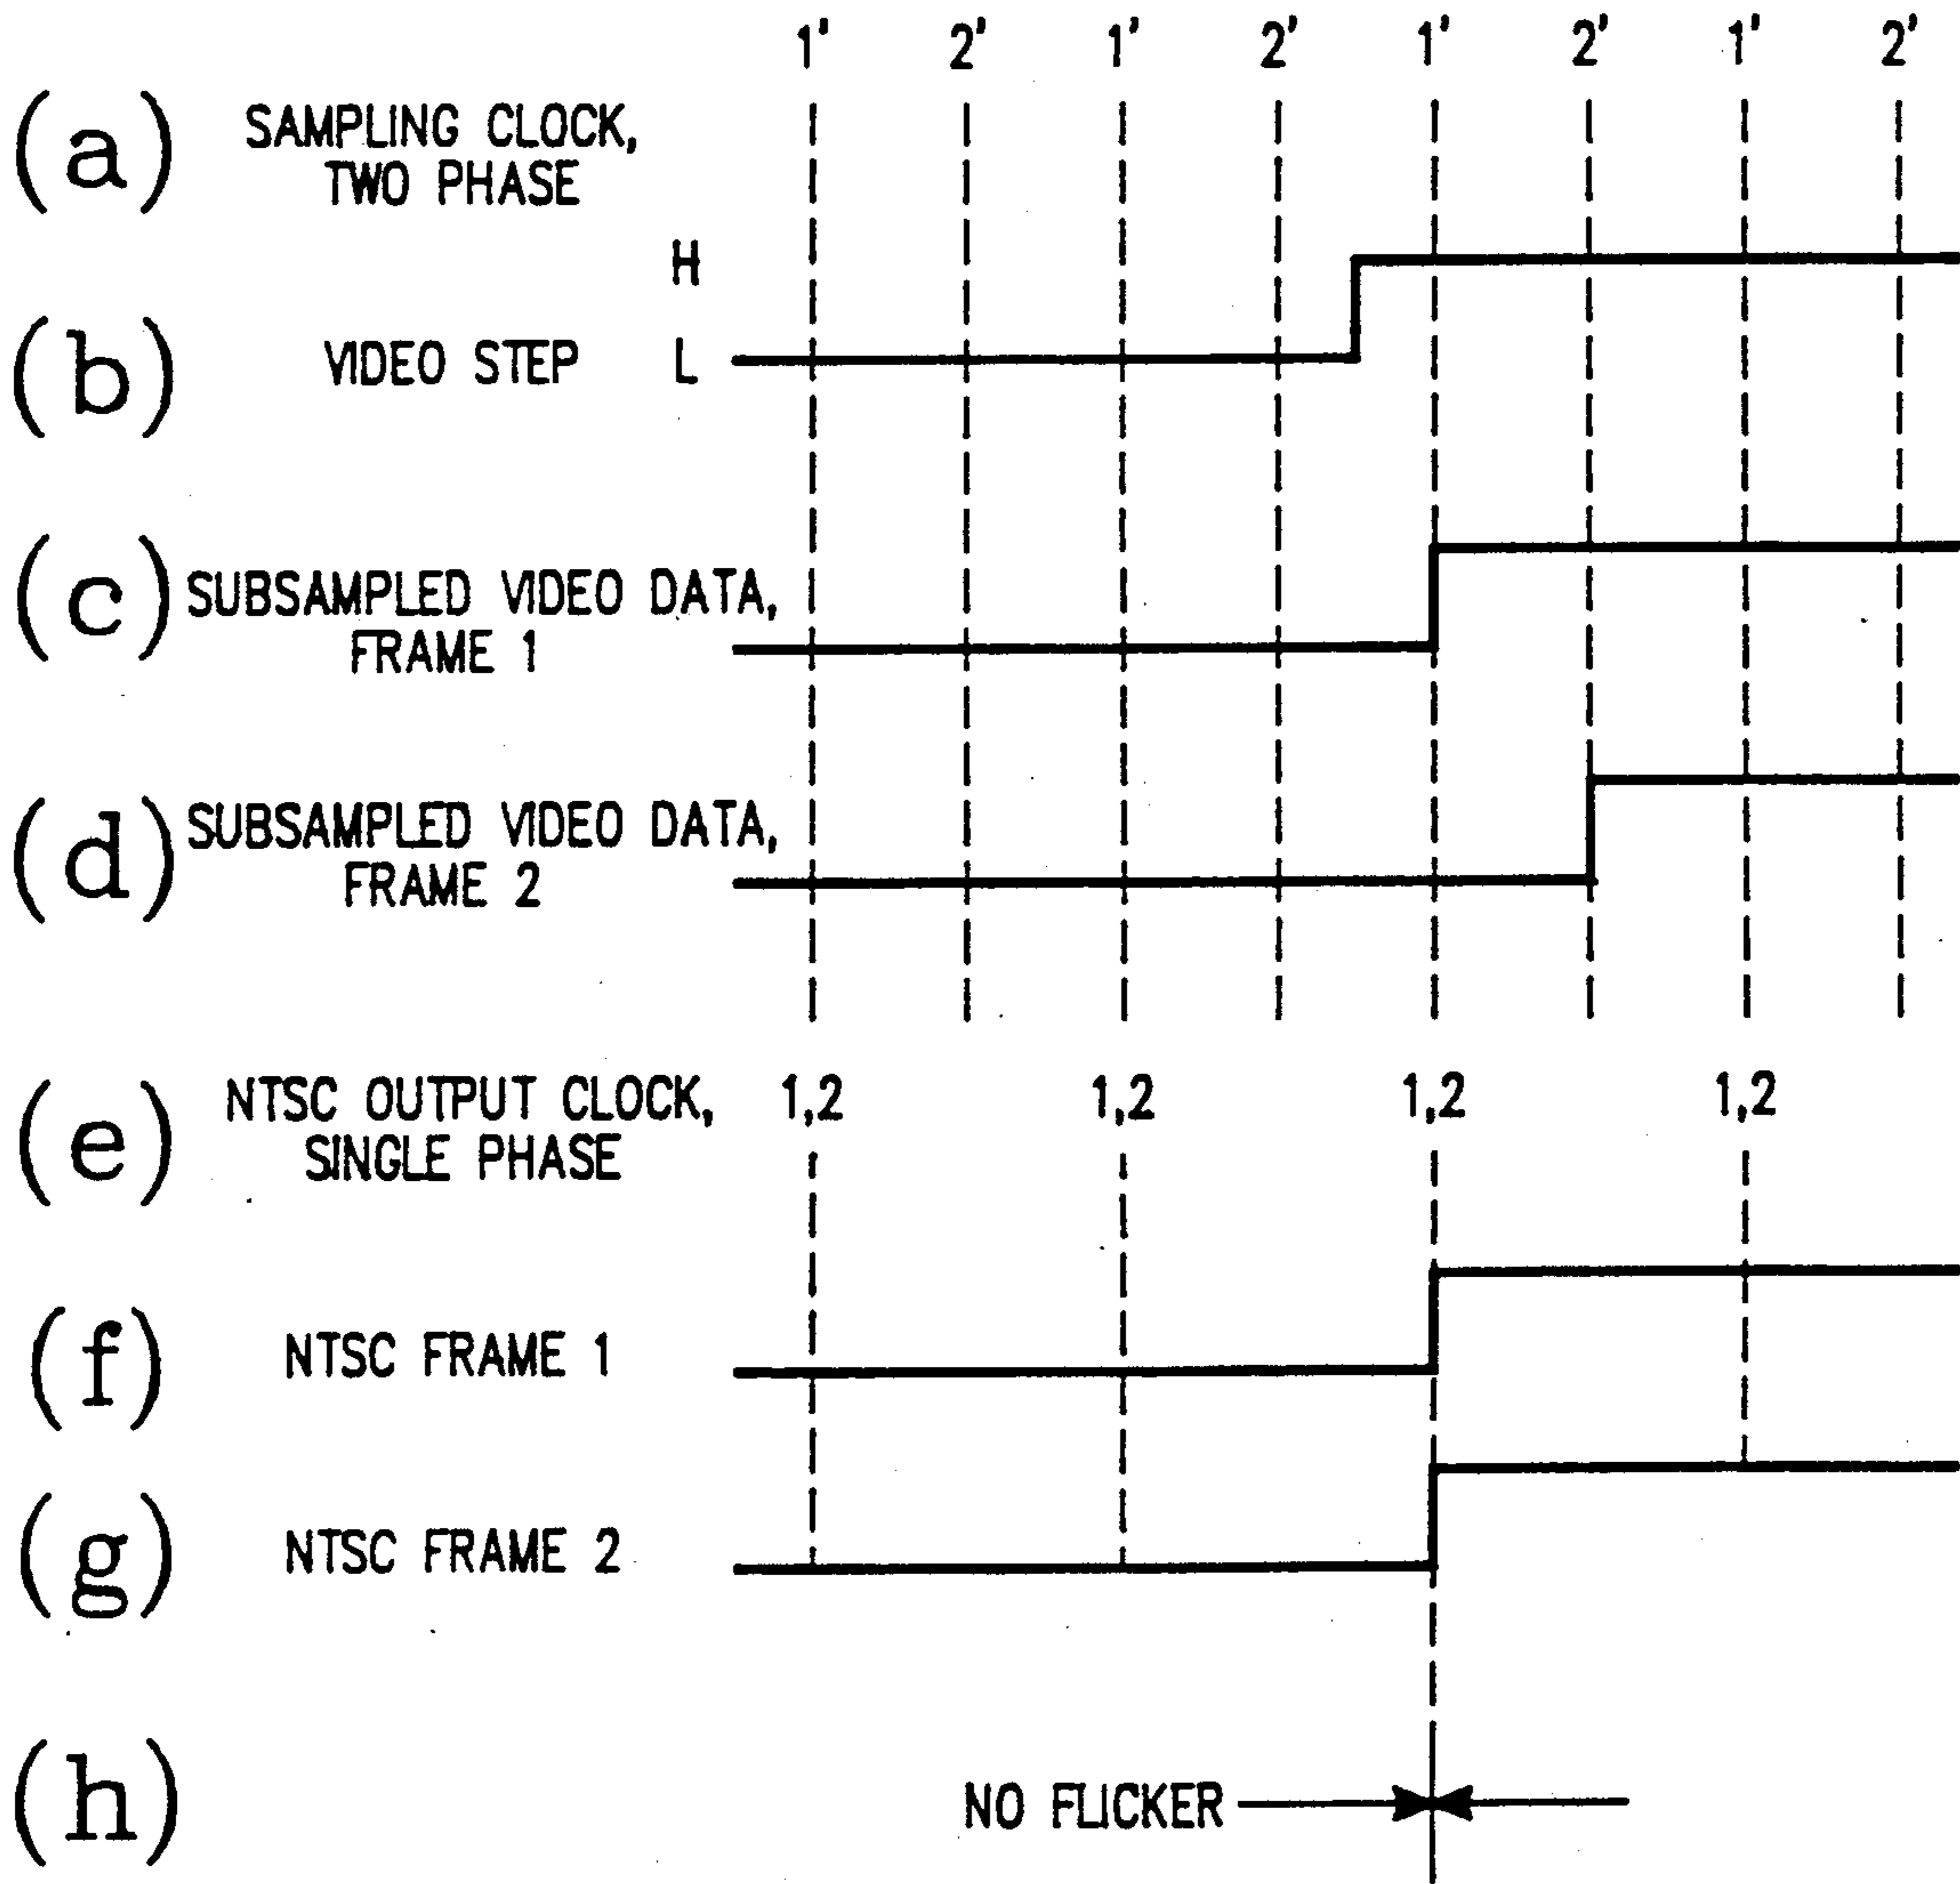 1' 2' 1' 2' 1' 2' 1' 2'
(a) SAMPLING CLOCK,
TWO PHASE
H
(b) VIDEO STEP L
(c) SUBSAMPLED VIDEO DATA,
FRAME 1
(d) SUBSAMPLED VIDEO DATA,
FRAME 2
(e) NTSC OUTPUT CLOCK, 1,2 1,2 1,2 1,2
SINGLE PHASE
(f) NTSC FRAME 1
(g) NTSC FRAME 2
(h) NO FLICKER